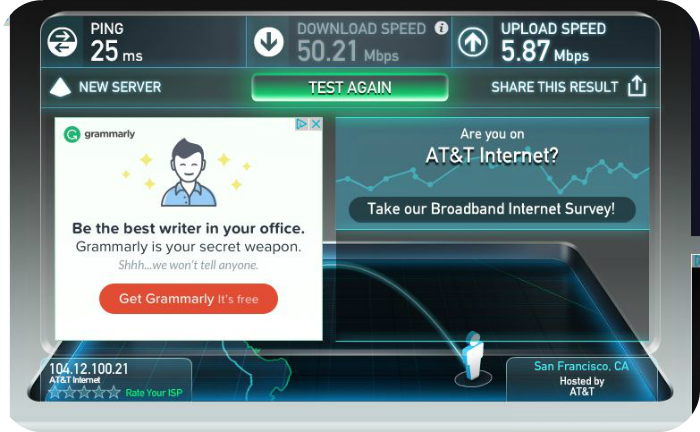 PING
25 ms
DOWNLOAD SPEED i
50.21 Mbps
UPLOAD SPEED
5.87 Mbps
NEW SERVER
TEST AGAIN
SHARE THIS RESULT
G grammarly
Be the best writer in your office.
Grammarly is your secret weapon.
Shhh...we won't tell anyone.
Get Grammarly It's free
Are you on
AT&T Internet?
Take our Broadband Internet Survey!
104.12.100.21
AT&T Internet
Rate Your ISP
San Francisco, CA
Hosted by
AT&T